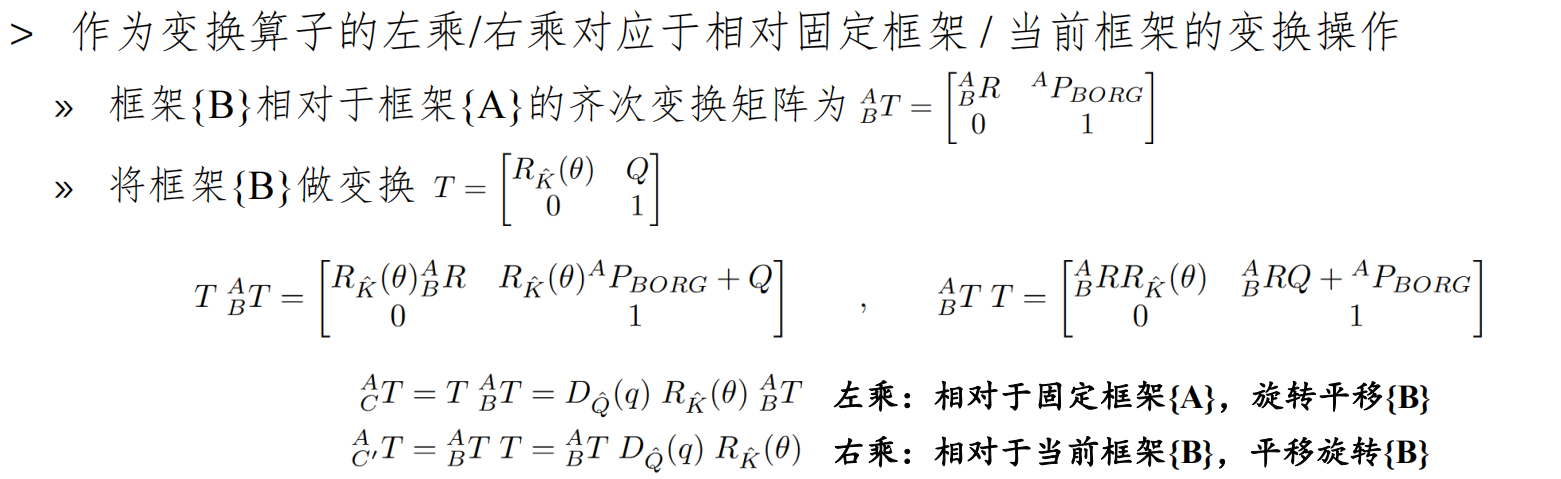 > 作为变换算子的左乘/右乘对应于相对固定框架 / 当前框架的变换操作
» 框架{B}相对于框架{A}的齐次变换矩阵为 $^A_BT = \begin{bmatrix} ^A_BR & ^AP_{BORG} \\ 0 & 1 \end{bmatrix}$
» 将框架{B}做变换 $T = \begin{bmatrix} R_{\hat{K}}(\theta) & Q \\ 0 & 1 \end{bmatrix}$
$T\ ^A_BT = \begin{bmatrix} R_{\hat{K}}(\theta)^A_BR & R_{\hat{K}}(\theta)^AP_{BORG} + Q \\ 0 & 1 \end{bmatrix}$ , $^A_BT\ T = \begin{bmatrix} ^A_BRR_{\hat{K}}(\theta) & ^A_BRQ + {}^AP_{BORG} \\ 0 & 1 \end{bmatrix}$
$^A_CT = T\ ^A_BT = D_{\hat{Q}}(q)\ R_{\hat{K}}(\theta)\ ^A_BT$ 左乘：相对于固定框架{A}，旋转平移{B}
$^A_{C'}T = {}^A_BT\ T = {}^A_BT\ D_{\hat{Q}}(q)\ R_{\hat{K}}(\theta)$ 右乘：相对于当前框架{B}，平移旋转{B}